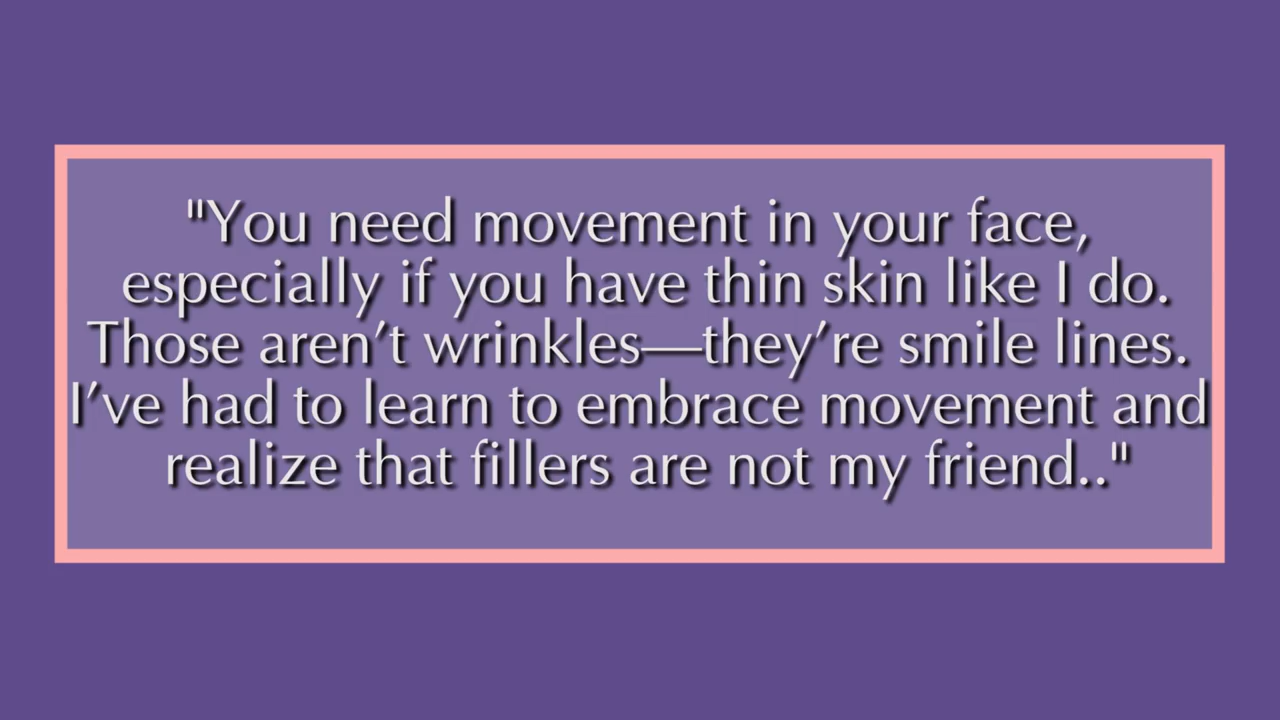 "You need movement in your face,
especially if you have thin skin like I do.
Those aren’t wrinkles—they’re smile lines.
I’ve had to learn to embrace movement and
realize that fillers are not my friend.."